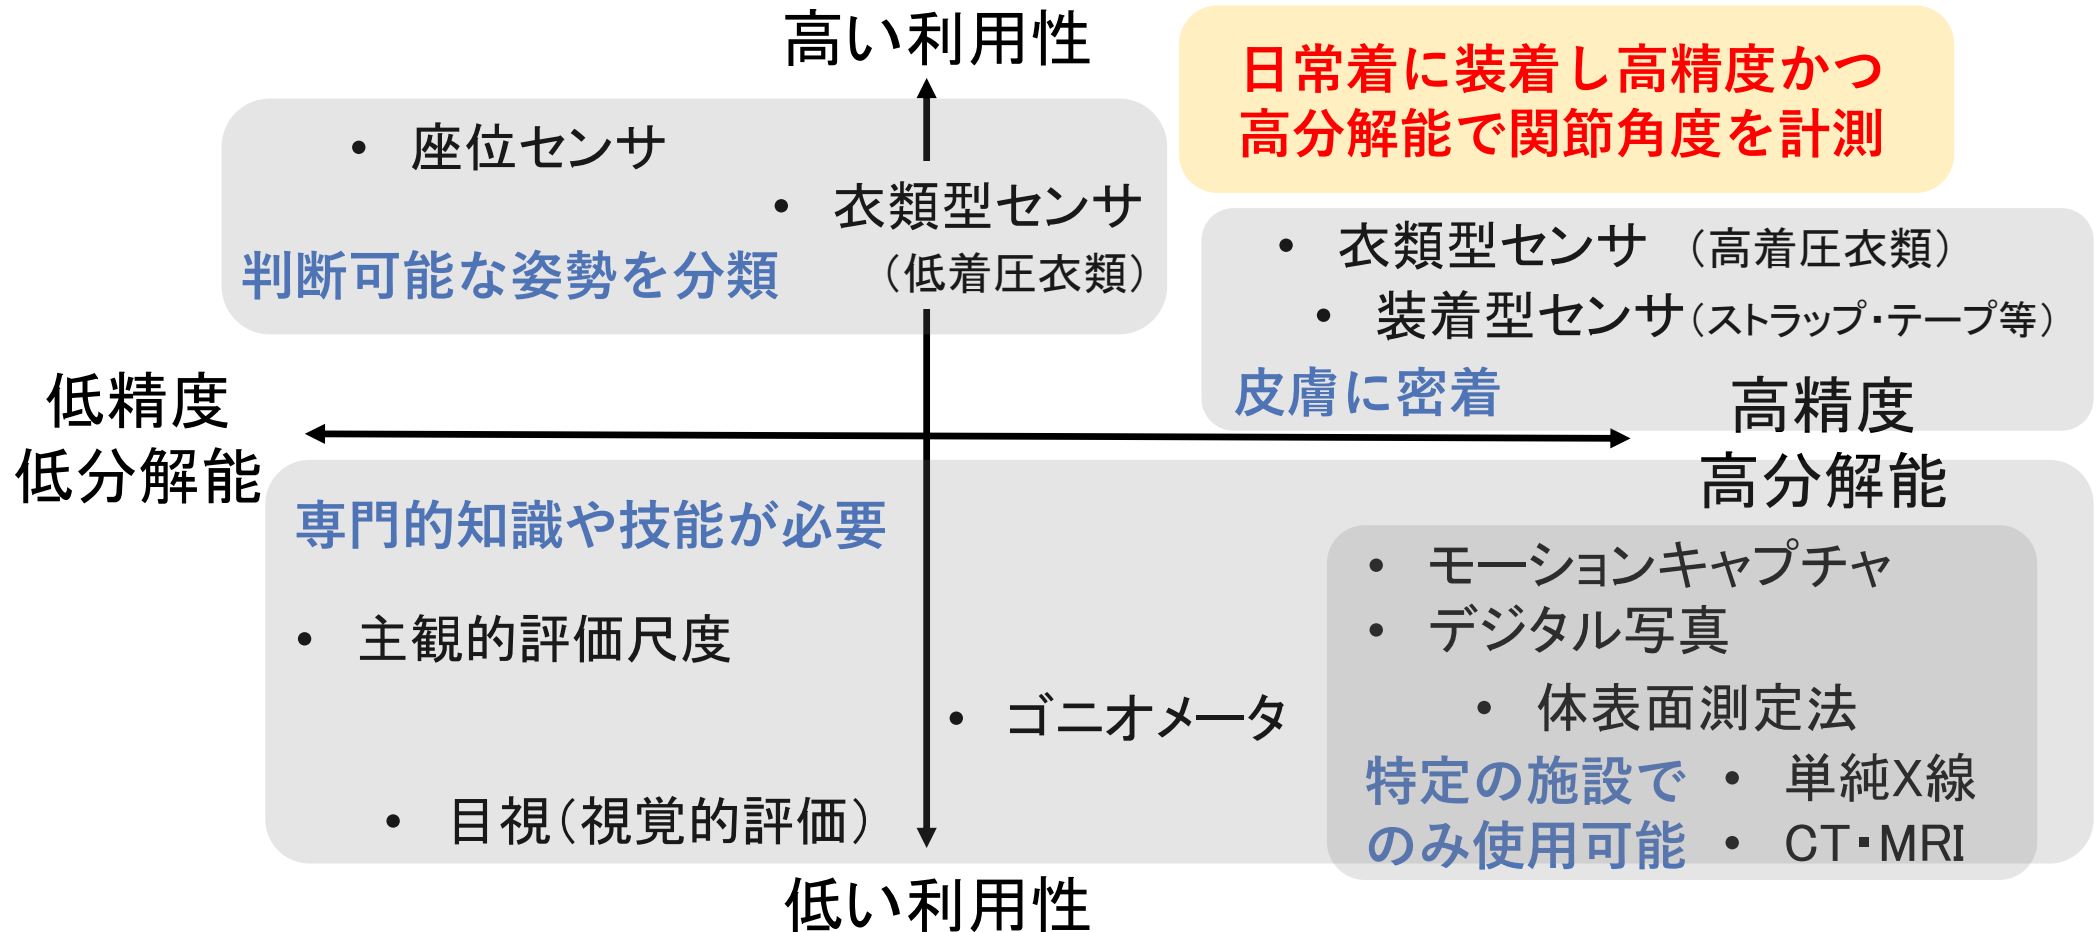 高い利用性
日常着に装着し高精度かつ
高分解能で関節角度を計測
• 座位センサ
• 衣類型センサ
（低着圧衣類）
判断可能な姿勢を分類
• 衣類型センサ（高着圧衣類）
• 装着型センサ（ストラップ・テープ等）
皮膚に密着
低精度
低分解能
高精度
高分解能
専門的知識や技能が必要
• 主観的評価尺度
• ゴニオメータ
• 目視（視覚的評価）
• モーションキャプチャ
• デジタル写真
• 体表面測定法
特定の施設で
のみ使用可能
• 単純X線
• CT・MRI
低い利用性